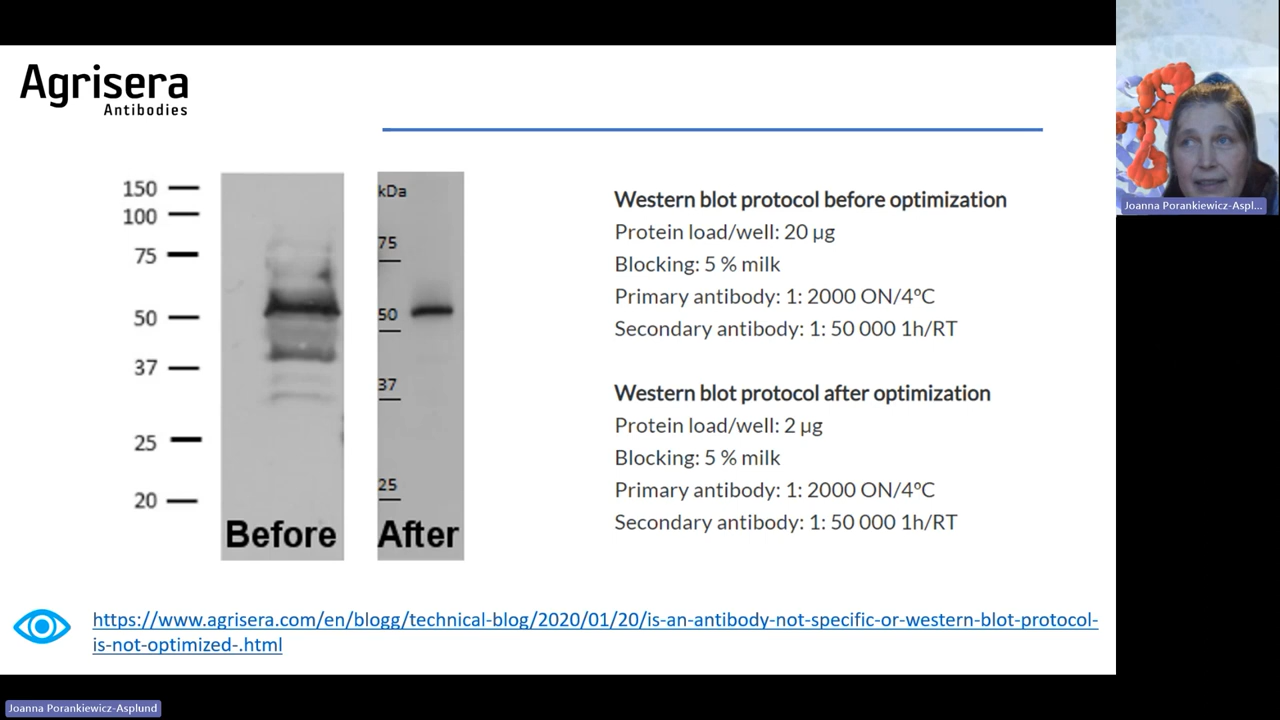 Agrisera
Antibodies
150
100
75
50
37
25
20
Before
kDa
75
50
37
25
After
Western blot protocol before optimization
Protein load/well: 20 µg
Blocking: 5 % milk
Primary antibody: 1: 2000 ON/4°C
Secondary antibody: 1: 50 000 1h/RT
Western blot protocol after optimization
Protein load/well: 2 µg
Blocking: 5 % milk
Primary antibody: 1: 2000 ON/4°C
Secondary antibody: 1: 50 000 1h/RT
https://www.agrisera.com/en/blogg/technical-blog/2020/01/20/is-an-antibody-not-specific-or-western-blot-protocol-
is-not-optimized-.html
Joanna Porankiewicz-Aspl...
Joanna Porankiewicz-Asplund